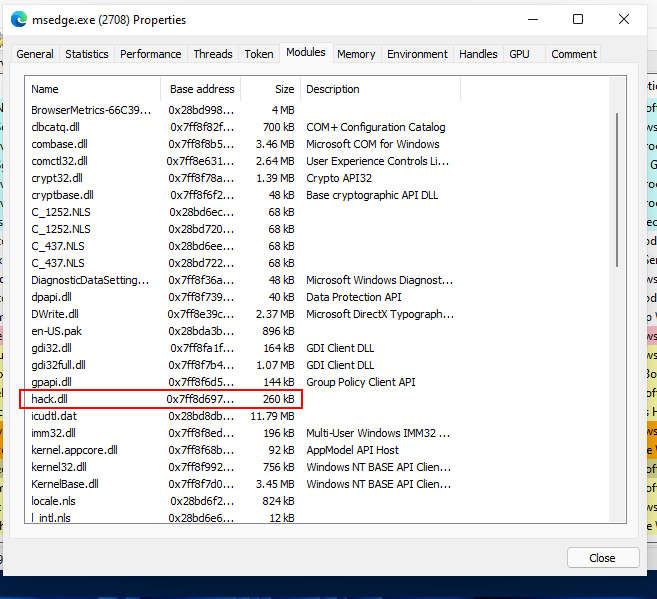 msedge.exe (2708) Properties
General Statistics Performance Threads Token Modules Memory Environment Handles GPU Comment
Name Base address Size Description
BrowserMetrics-66C39... 0x28bd998... 4 MB
clbcatq.dll 0x7ff8f82f... 700 kB COM+ Configuration Catalog
combase.dll 0x7ff8f8b5... 3.46 MB Microsoft COM for Windows
comctl32.dll 0x7ff8e631... 2.64 MB User Experience Controls Li...
crypt32.dll 0x7ff8f78a... 1.39 MB Crypto API32
cryptbase.dll 0x7ff8f6f2... 48 kB Base cryptographic API DLL
C_1252.NLS 0x28bd6ec... 68 kB
C_1252.NLS 0x28bd720... 68 kB
C_437.NLS 0x28bd6ee... 68 kB
C_437.NLS 0x28bd722... 68 kB
DiagnosticDataSetting... 0x7ff8f36a... 48 kB Microsoft Windows Diagnost...
dpapi.dll 0x7ff8f739... 40 kB Data Protection API
DWrite.dll 0x7ff8e39c... 2.37 MB Microsoft DirectX Typograph...
en-US.pak 0x28bda3b... 896 kB
gdi32.dll 0x7ff8fa1f... 164 kB GDI Client DLL
gdi32full.dll 0x7ff8f7b4... 1.07 MB GDI Client DLL
gpapi.dll 0x7ff8f6d5... 144 kB Group Policy Client API
hack.dll 0x7ff8d697... 260 kB
icudtl.dat 0x28bd8db... 11.79 MB
imm32.dll 0x7ff8f8ed... 196 kB Multi-User Windows IMM32 ...
kernel.appcore.dll 0x7ff8f68b... 92 kB AppModel API Host
kernel32.dll 0x7ff8f992... 756 kB Windows NT BASE API Clien...
KernelBase.dll 0x7ff8f7d0... 3.45 MB Windows NT BASE API Clien...
locale.nls 0x28bd6f2... 824 kB
l_intl.nls 0x28bd6e6... 12 kB
Close